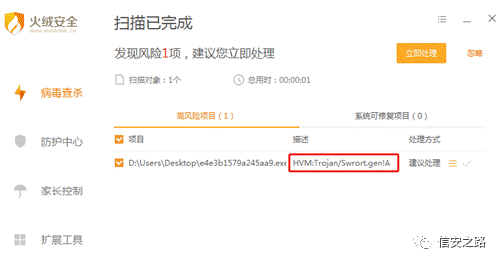 火绒安全
扫描已完成
发现风险1项，建议您立即处理
立即处理
忽略
扫描对象：1个
总用时：00:00:01
病毒查杀
防护中心
家长控制
扩展工具
高风险项目（1）
系统可修复项目（0）
项目
描述
处理方式
D:\Users\Desktop\e4e3b1579a245aa9.exe
HVM:Trojan/Swrort.gen!A
建议处理
信安之路